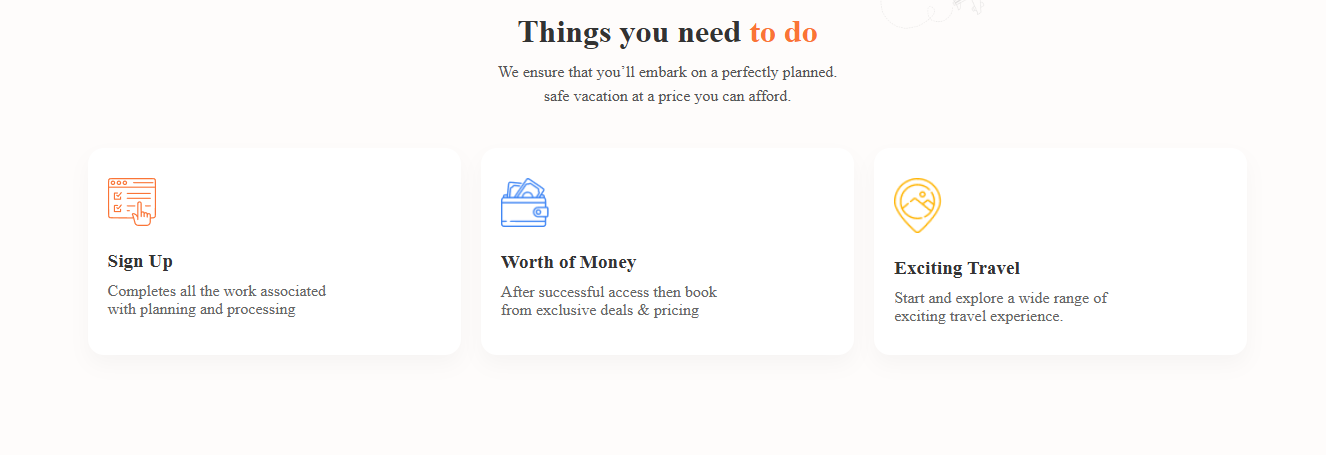 Things you need to do
We ensure that you’ll embark on a perfectly planned.
safe vacation at a price you can afford.
Sign Up
Completes all the work associated
with planning and processing
Worth of Money
After successful access then book
from exclusive deals & pricing
Exciting Travel
Start and explore a wide range of
exciting travel experience.